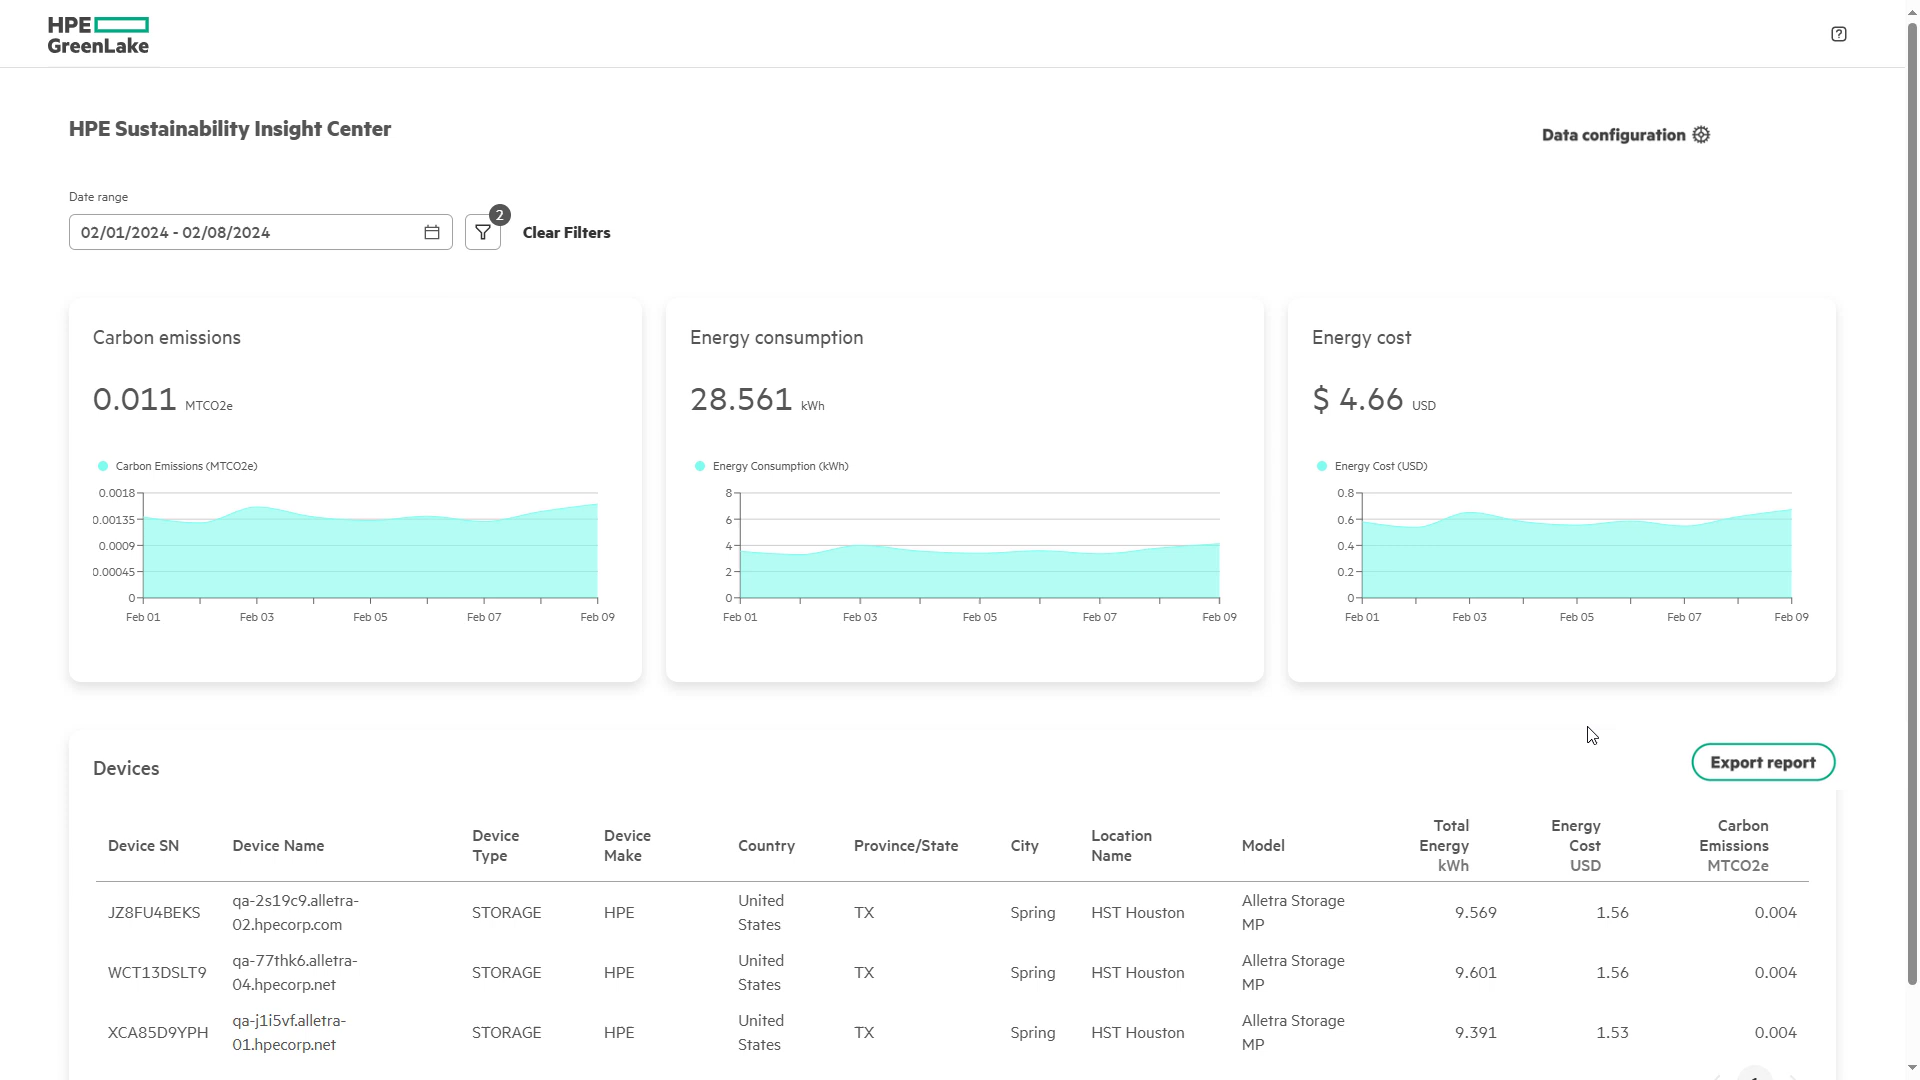 HPE
GreenLake
HPE Sustainability Insight Center
Data configuration
Date range
02/01/2024 - 02/08/2024
2
Clear Filters
Carbon emissions
0.011 MTCO2e
Carbon Emissions (MTCO2e)
0.0018
0.00135
0.0009
0.00045
0
Feb 01 Feb 03 Feb 05 Feb 07 Feb 09
Energy consumption
28.561 kWh
Energy Consumption (kWh)
8
6
4
2
0
Feb 01 Feb 03 Feb 05 Feb 07 Feb 09
Energy cost
$ 4.66 USD
Energy Cost (USD)
0.8
0.6
0.4
0.2
0
Feb 01 Feb 03 Feb 05 Feb 07 Feb 09
Devices
Export report
Device SN
Device Name
Device
Type
Device
Make
Country
Province/State
City
Location
Name
Model
Total
Energy
kWh
Energy
Cost
USD
Carbon
Emissions
MTCO2e
JZ8FU4BEKS
qa-2s19c9.alletra-
02.hpecorp.com
STORAGE
HPE
United
States
TX
Spring
HST Houston
Alletra Storage
MP
9.569
1.56
0.004
WCT13DSLT9
qa-77thk6.alletra-
04.hpecorp.net
STORAGE
HPE
United
States
TX
Spring
HST Houston
Alletra Storage
MP
9.601
1.56
0.004
XCA85D9YPH
qa-j1i5vf.alletra-
01.hpecorp.net
STORAGE
HPE
United
States
TX
Spring
HST Houston
Alletra Storage
MP
9.391
1.53
0.004